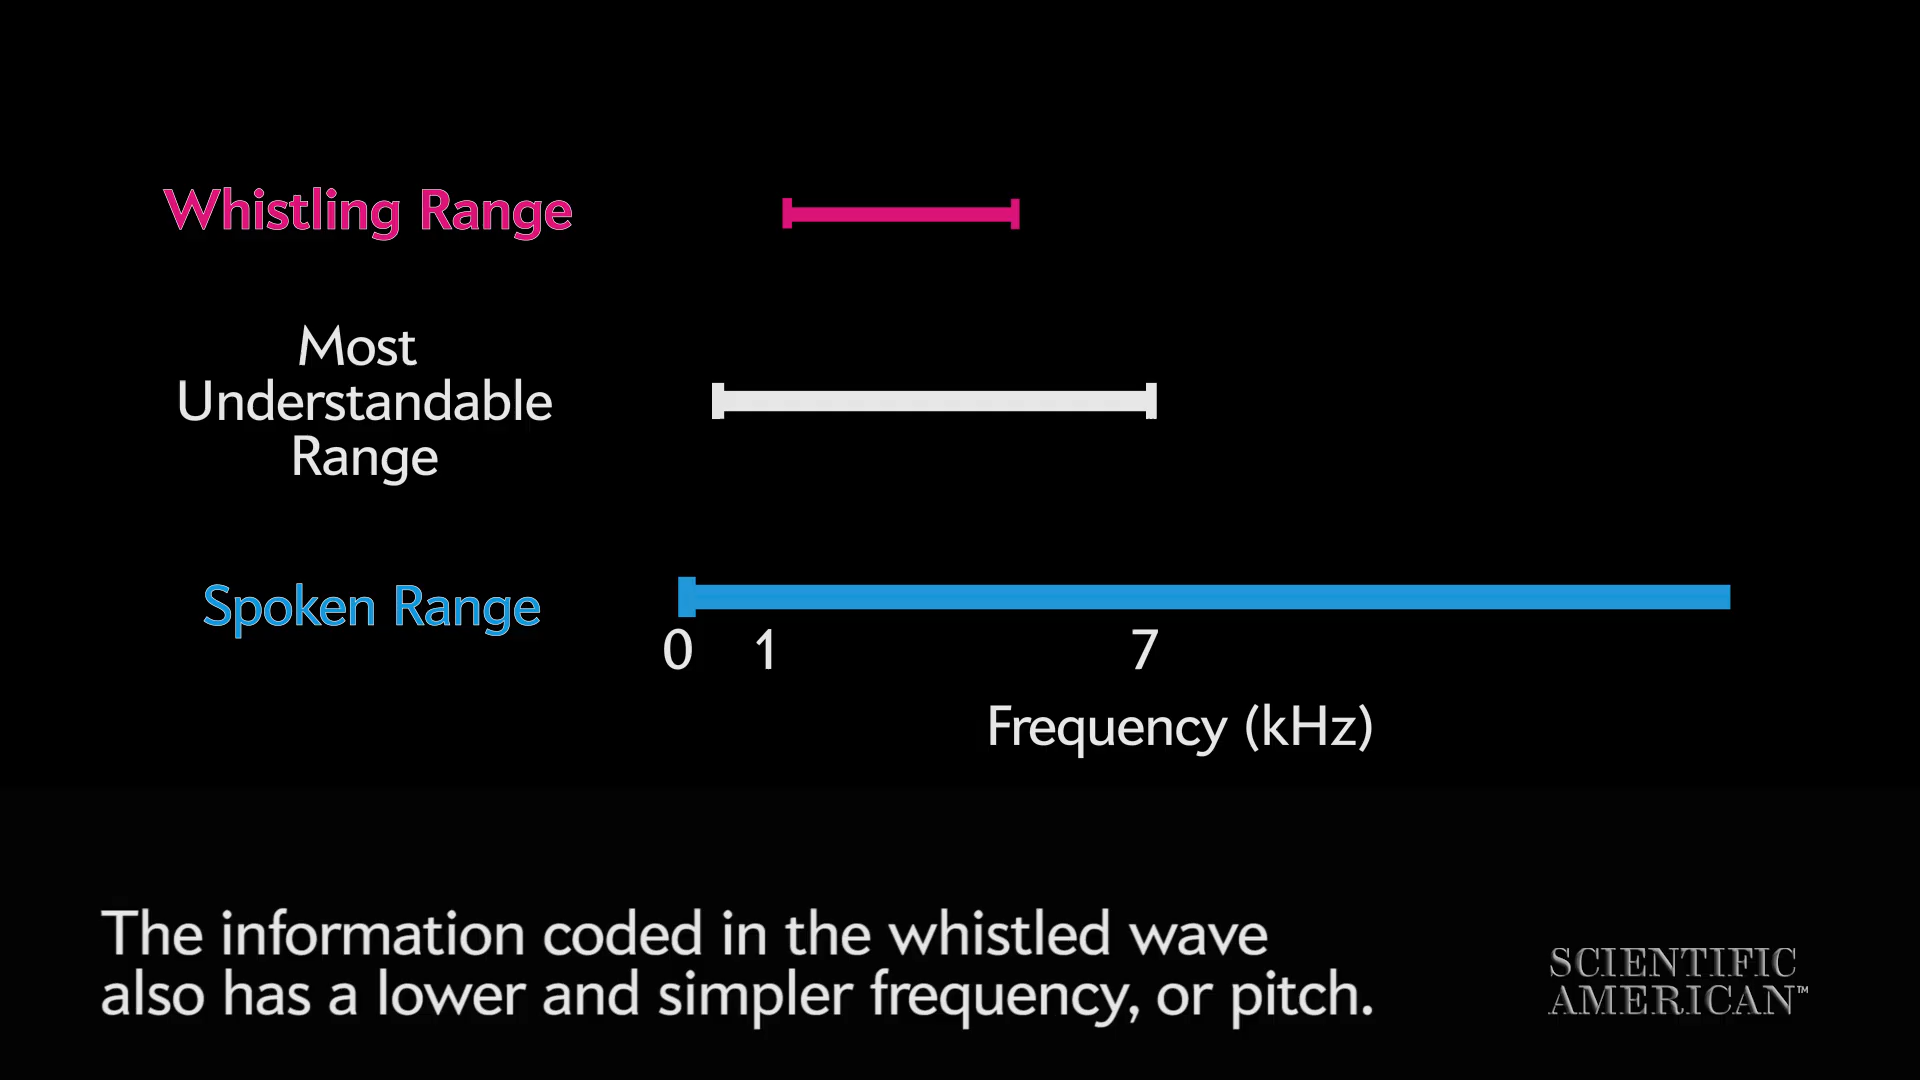 Whistling Range
Most
Understandable
Range
Spoken Range
0 1 7
Frequency (kHz)
The information coded in the whistled wave
also has a lower and simpler frequency, or pitch.
SCIENTIFIC
AMERICAN™